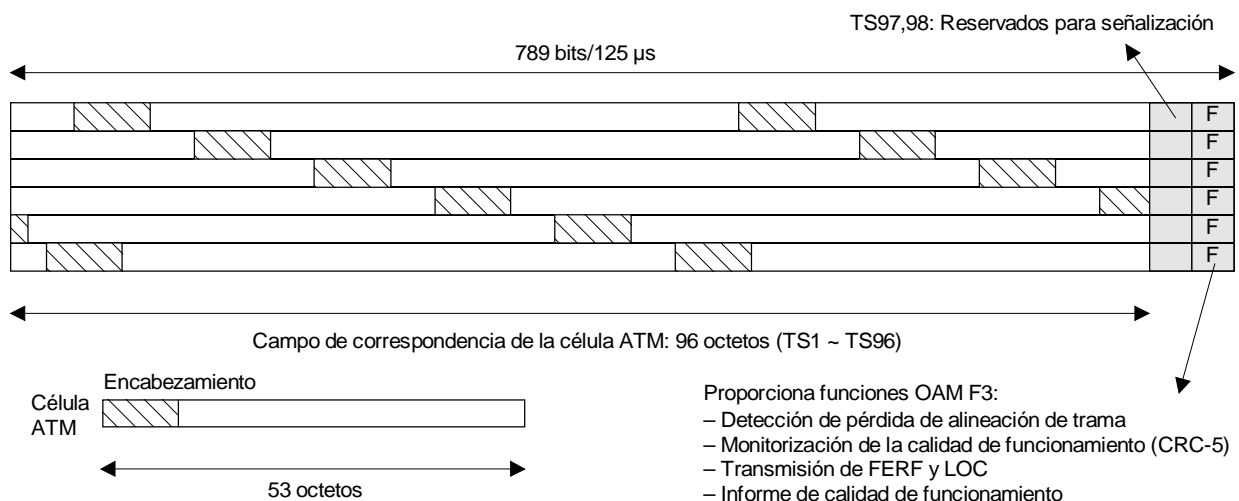 TS97,98: Reservados para señalización
789 bits/125 µs
F
F
F
F
F
F
Campo de correspondencia de la célula ATM: 96 octetos (TS1 ~ TS96)
Encabezamiento
Célula
ATM
53 octetos
Proporciona funciones OAM F3:
– Detección de pérdida de alineación de trama
– Monitorización de la calidad de funcionamiento (CRC-5)
– Transmisión de FERF y LOC
– Informe de calidad de funcionamiento